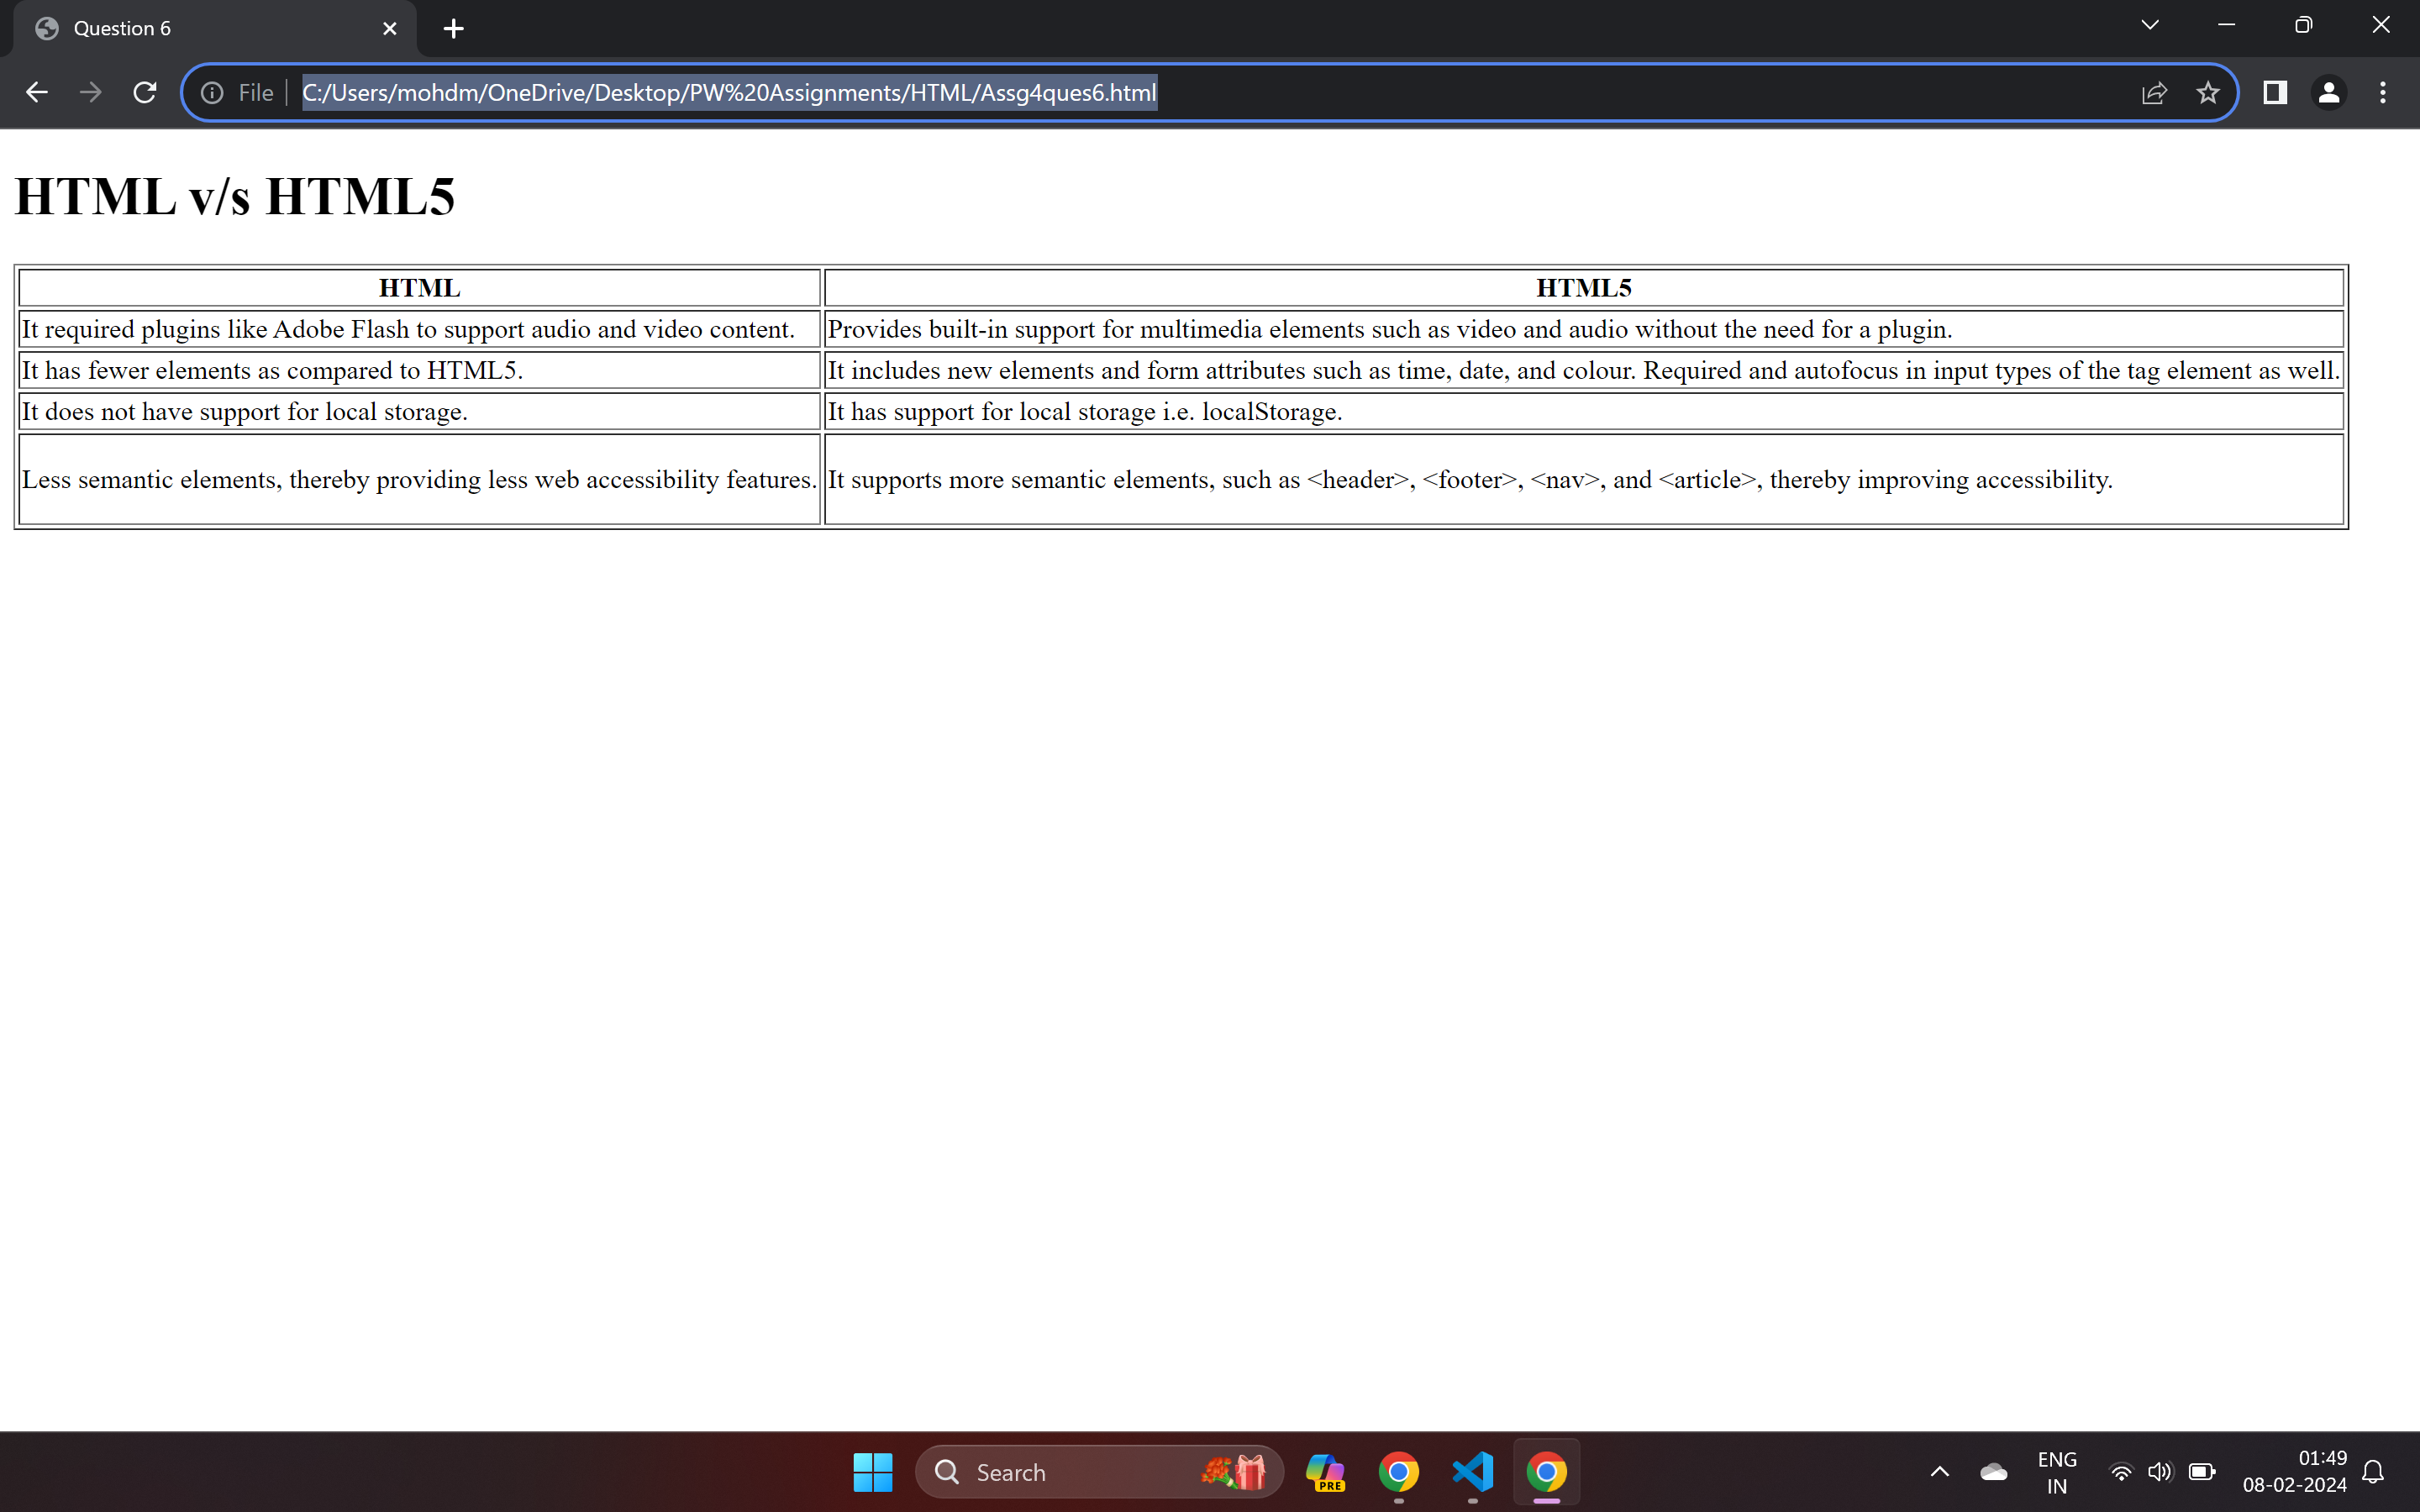 Question 6
File C:/Users/mohdm/OneDrive/Desktop/PW%20Assignments/HTML/Assg4ques6.html
HTML v/s HTML5
HTML HTML5
It required plugins like Adobe Flash to support audio and video content. Provides built-in support for multimedia elements such as video and audio without the need for a plugin.
It has fewer elements as compared to HTML5. It includes new elements and form attributes such as time, date, and colour. Required and autofocus in input types of the tag element as well.
It does not have support for local storage. It has support for local storage i.e. localStorage.
Less semantic elements, thereby providing less web accessibility features. It supports more semantic elements, such as <header>, <footer>, <nav>, and <article>, thereby improving accessibility.
Search PRE ENG 01:49
IN 08-02-2024